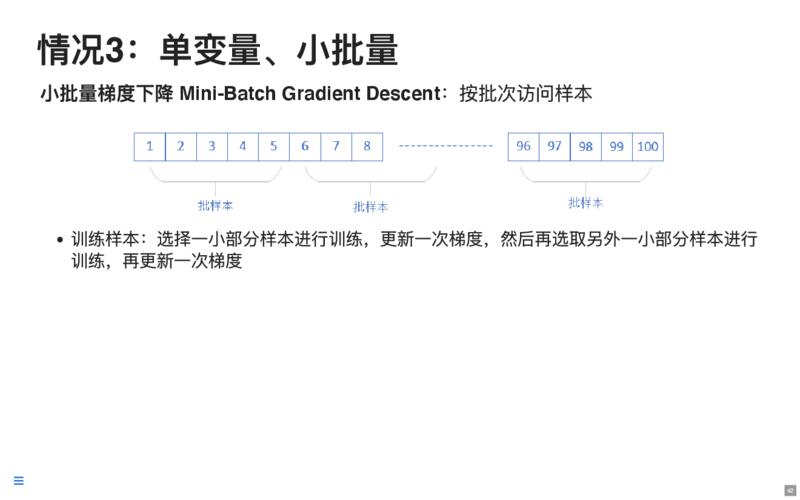 情况3：单变量、小批量
小批量梯度下降 Mini-Batch Gradient Descent：按批次访问样本
1 2 3 4 5 6 7 8 96 97 98 99 100
批样本 批样本 批样本
• 训练样本：选择一小部分样本进行训练，更新一次梯度，然后再选取另外一小部分样本进行
训练，再更新一次梯度
42